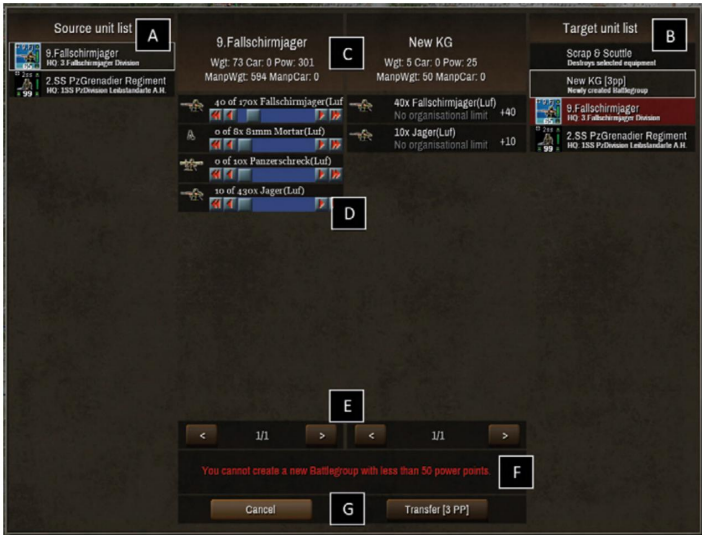 Source unit list
A
9.Fallschirmjager
HQ: 3 Fallschirmjager Division
2.SS PzGrenadier Regiment
HQ: 1SS PzDivision Leibstandarte A.H.
99
9.Fallschirmjager
Wgt: 73 Car: 0 Pow: 301
ManpWgt: 594 ManpCar: 0
C
New KG
Wgt: 5 Car: 0 Pow: 25
ManpWgt: 50 ManpCar: 0
40 of 170x Fallschirmjager(Luf
0 of 8x 81mm Mortar(Luf)
0 of 10x Panzerschreck(Luf)
10 of 430x Jager(Luf)
D
40x Fallschirmjager(Luf)
No organisational limit +40
10x Jager(Luf)
No organisational limit +10
Target unit list
B
Scrap & Scuttle
Destroys selected equipment
New KG [3pp]
Newly created Battlegroup
9.Fallschirmjager
HQ: 3 Fallschirmjager Division
2.SS PzGrenadier Regiment
HQ: 1SS PzDivision Leibstandarte A.H.
99
E
< 1/1 > < 1/1 >
You cannot create a new Battlegroup with less than 50 power points.
F
Cancel
G
Transfer [3 PP]